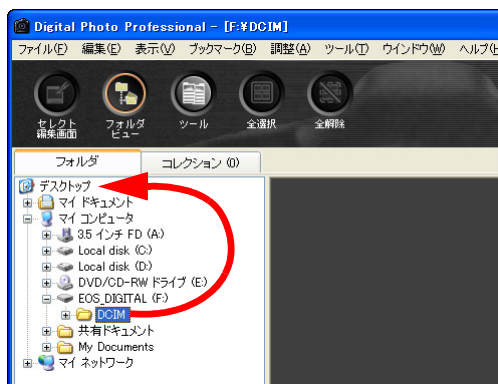 Digital Photo Professional - [F:¥DCIM]
ファイル(F) 編集(E) 表示(V) ブックマーク(B) 調整(A) ツール(T) ウインドウ(W) ヘルプ(H
セレクト編集画面 フォルダビュー ツール 全選択 全解除
フォルダ コレクション (0)
デスクトップ
マイ ドキュメント
マイ コンピュータ
3.5 インチ FD (A:)
Local disk (C:)
Local disk (D:)
DVD/CD-RW ドライブ (E:)
EOS_DIGITAL (F:)
DCIM
共有ドキュメント
My Documents
マイ ネットワーク